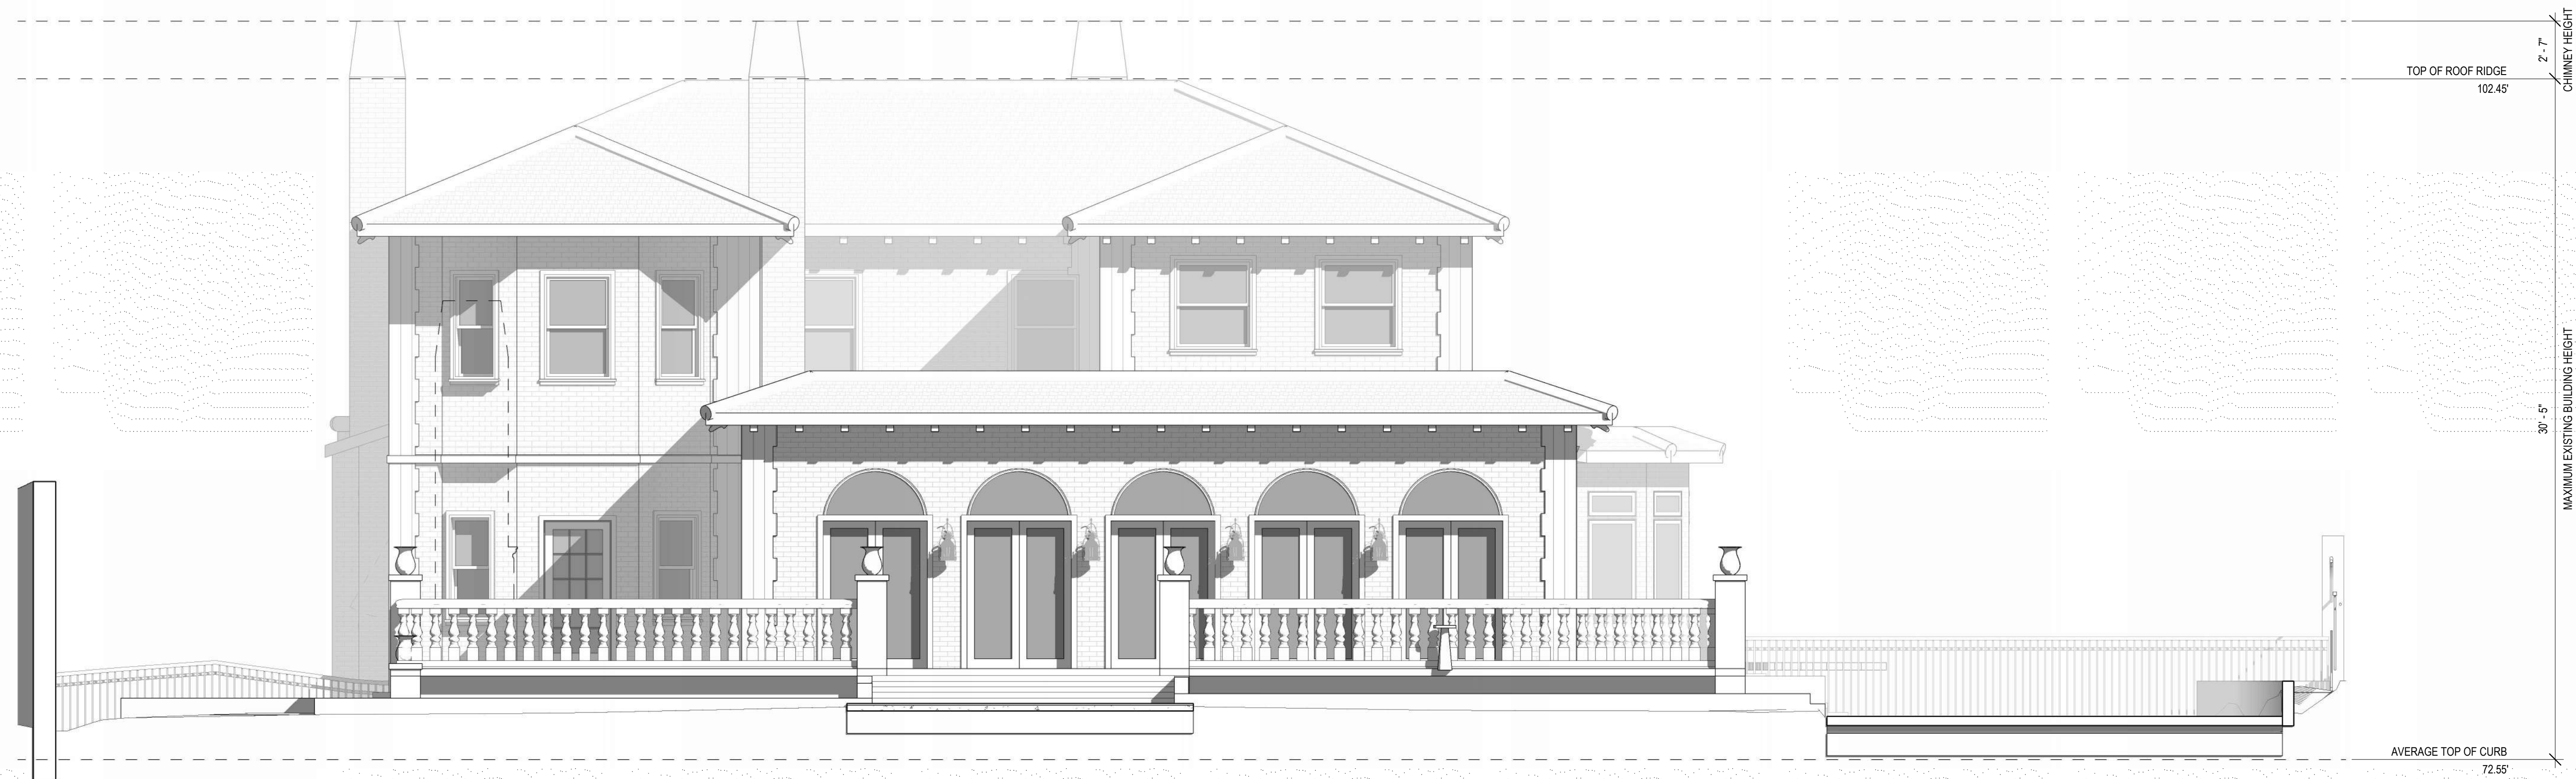 CHIMNEY HEIGHT
2' - 7"
TOP OF ROOF RIDGE
102.45'
MAXIMUM EXISTING BUILDING HEIGHT
30' - 5"
AVERAGE TOP OF CURB
72.55'